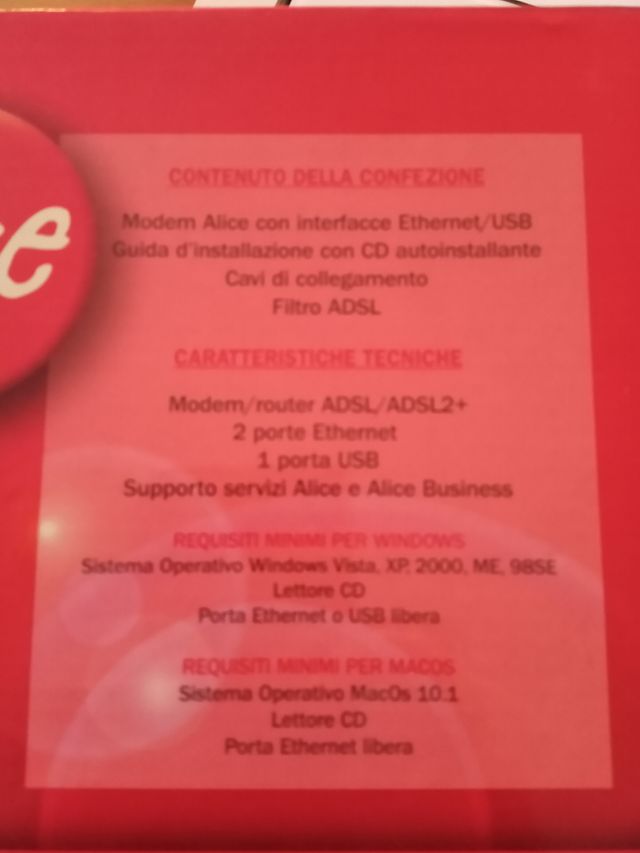 CONTENUTO DELLA CONFEZIONE
Modem Alice con interfacce Ethernet/USB
Guida d'installazione con CD autoinstallante
Cavi di collegamento
Filtro ADSL
CARATTERISTICHE TECNICHE
Modem/router ADSL/ADSL2+
2 porte Ethernet
1 porta USB
Supporto servizi Alice e Alice Business
REQUISITI MINIMI PER WINDOWS
Sistema Operativo Windows Vista, XP, 2000, ME, 98SE
Lettore CD
Porta Ethernet o USB libera
REQUISITI MINIMI PER MACOS
Sistema Operativo MacOs 10.1
Lettore CD
Porta Ethernet libera